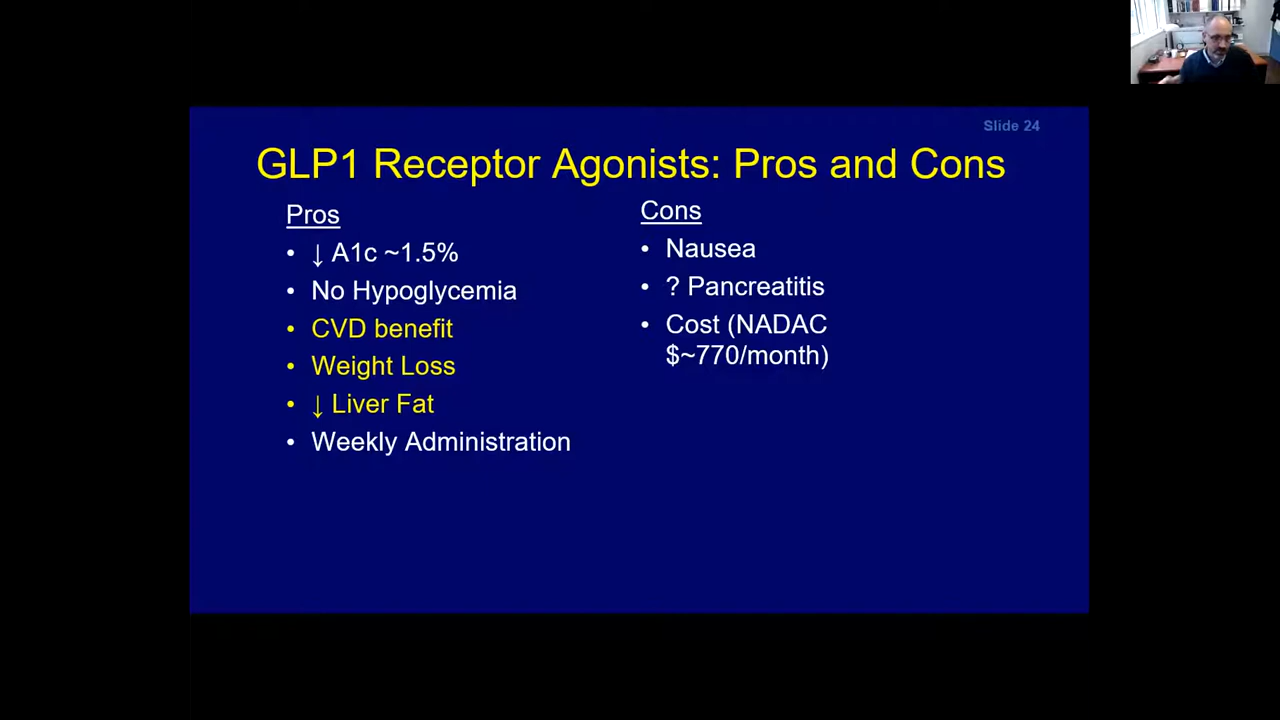 Slide 24
GLP1 Receptor Agonists: Pros and Cons
Pros
• ↓ A1c ~1.5%
• No Hypoglycemia
• CVD benefit
• Weight Loss
• ↓ Liver Fat
• Weekly Administration
Cons
• Nausea
• ? Pancreatitis
• Cost (NADAC
$~770/month)